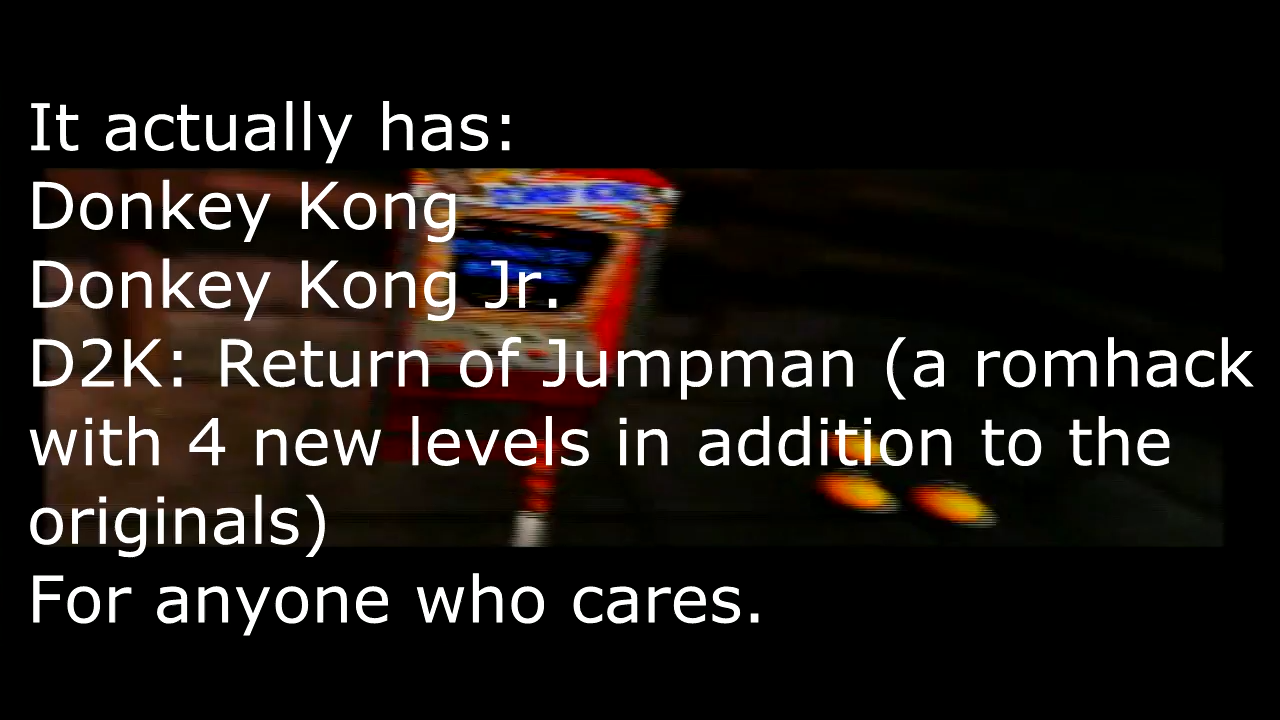 It actually has:
Donkey Kong
Donkey Kong Jr.
D2K: Return of Jumpman (a romhack
with 4 new levels in addition to the
originals)
For anyone who cares.